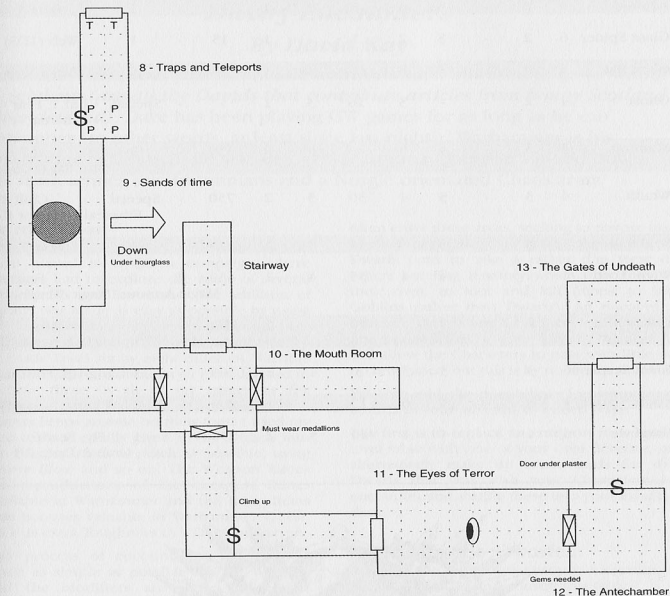 T T
8 - Traps and Teleports
P P
S
P P
9 - Sands of time
Down
Under hourglass
Stairway
13 - The Gates of Undeath
10 - The Mouth Room
Must wear medallions
11 - The Eyes of Terror
Door under plaster
S
Climb up
S
Gems needed
12 - The Antechamber